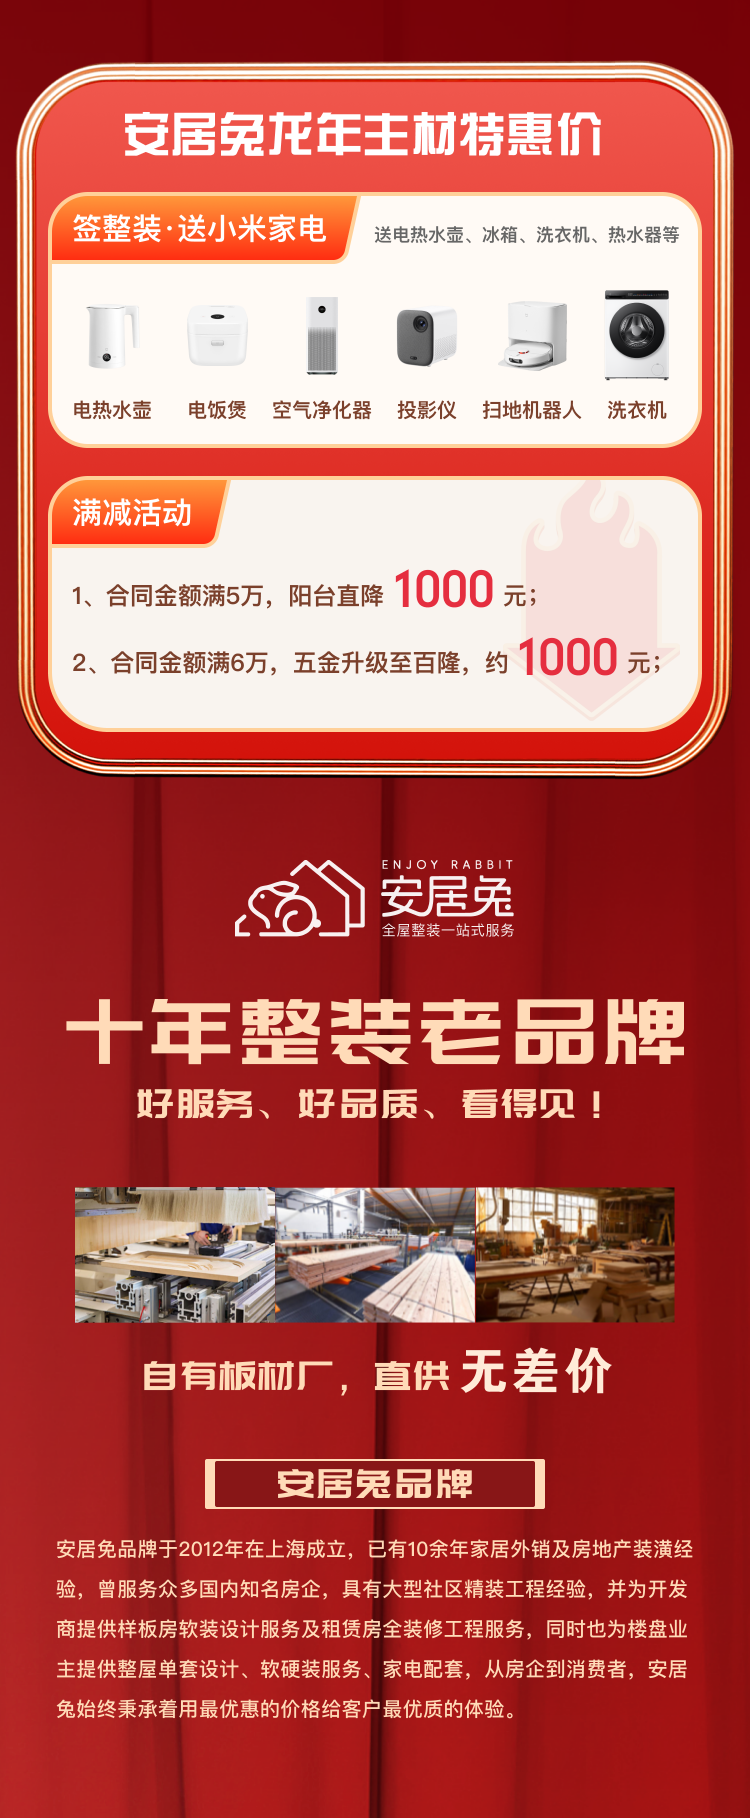 安居兔龙年主材特惠价
签整装·送小米家电
送电热水壶、冰箱、洗衣机、热水器等
电热水壶 电饭煲 空气净化器 投影仪 扫地机器人 洗衣机
满减活动
1、合同金额满5万，阳台直降 1000 元；
2、合同金额满6万，五金升级至百隆，约 1000 元；
ENJOY RABBIT
安居兔
全屋整装一站式服务
十年整装老品牌
好服务、好品质、看得见！
自有板材厂，直供 无差价
安居兔品牌
安居兔品牌于2012年在上海成立，已有10余年家居外销及房地产装潢经
验，曾服务众多国内知名房企，具有大型社区精装工程经验，并为开发
商提供样板房软装设计服务及租赁房全装修工程服务，同时也为楼盘业
主提供整屋单套设计、软硬装服务、家电配套，从房企到消费者，安居
兔始终秉承着用最优惠的价格给客户最优质的体验。